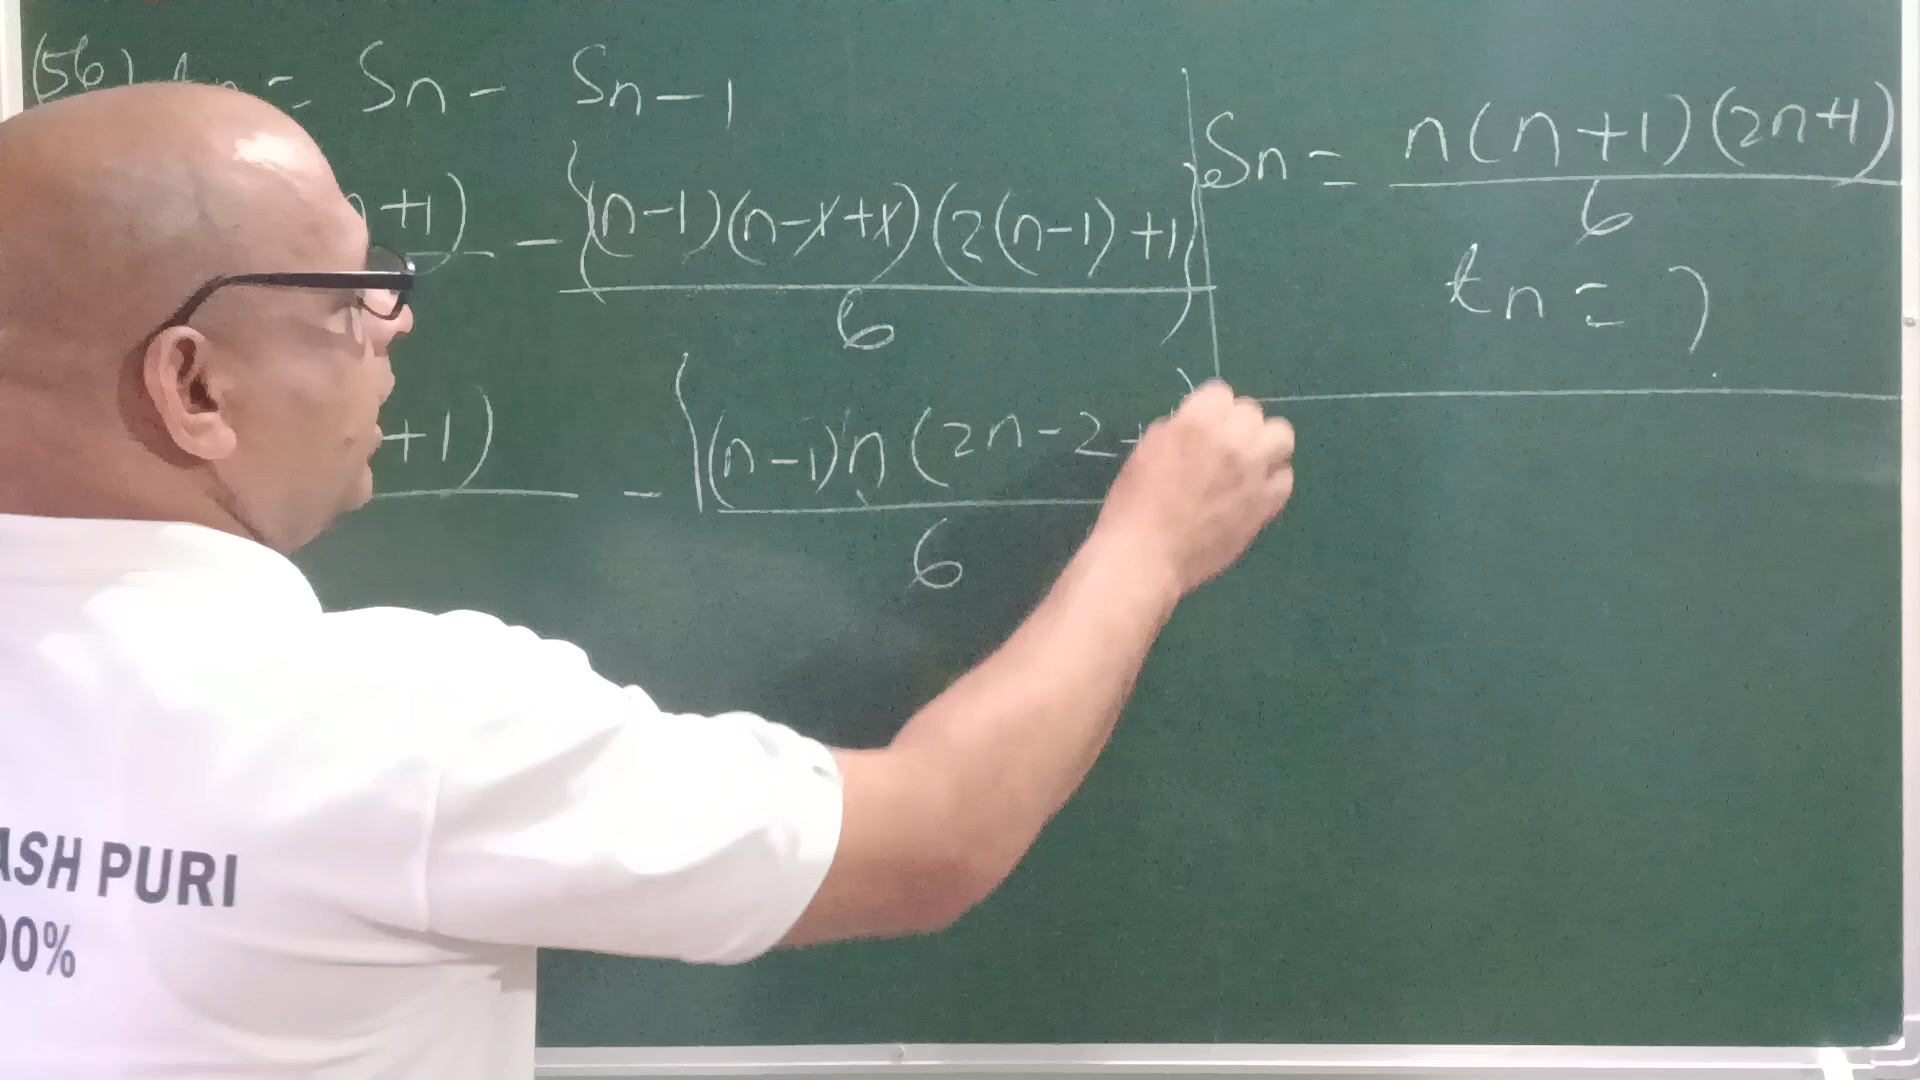 (56) tn = Sn - Sn-1
n+1) - {(n-1)(n-1+1)(2(n-1)+1}
6
+1) - {(n-1)n(2n-2+
6
Sn = n(n+1)(2n+1)
6
tn = ?
ASH PURI
00%